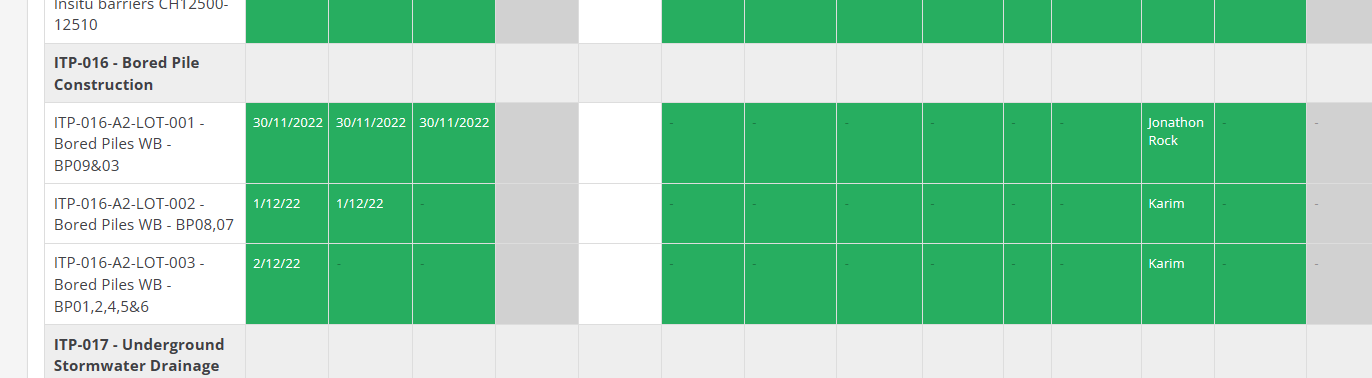 Insitu barriers CH12500-
12510
ITP-016 - Bored Pile
Construction
ITP-016-A2-LOT-001 -
Bored Piles WB -
BP09&03
30/11/2022 30/11/2022 30/11/2022 - - - - - - Jonathon
Rock - -
ITP-016-A2-LOT-002 -
Bored Piles WB - BP08,07
1/12/22 1/12/22 - - - - - - - Karim - -
ITP-016-A2-LOT-003 -
Bored Piles WB -
BP01,2,4,5&6
2/12/22 - - - - - - - - Karim - -
ITP-017 - Underground
Stormwater Drainage